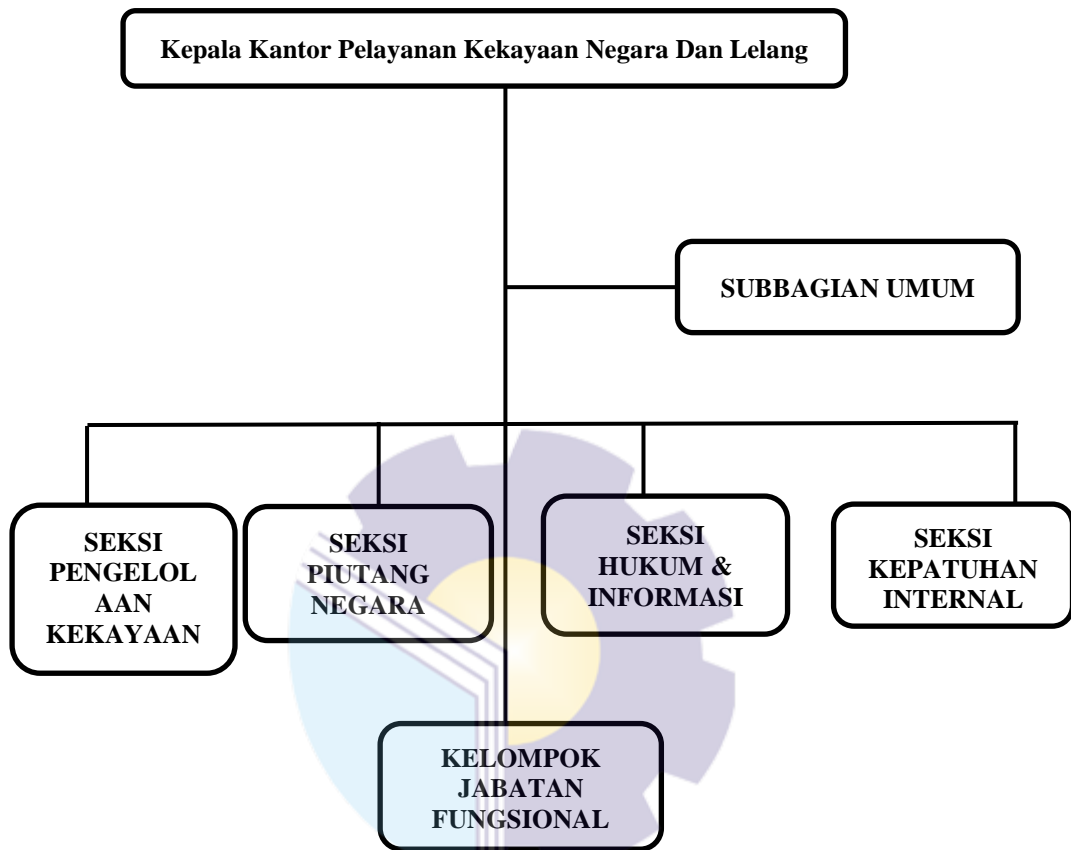 Kepala Kantor Pelayanan Kekayaan Negara Dan Lelang
SUBBAGIAN UMUM
SEKSI
PENGELOL
AAN
KEKAYAAN
SEKSI
PIUTANG
NEGARA
SEKSI
HUKUM &
INFORMASI
SEKSI
KEPATUHAN
INTERNAL
KELOMPOK
JABATAN
FUNGSIONAL